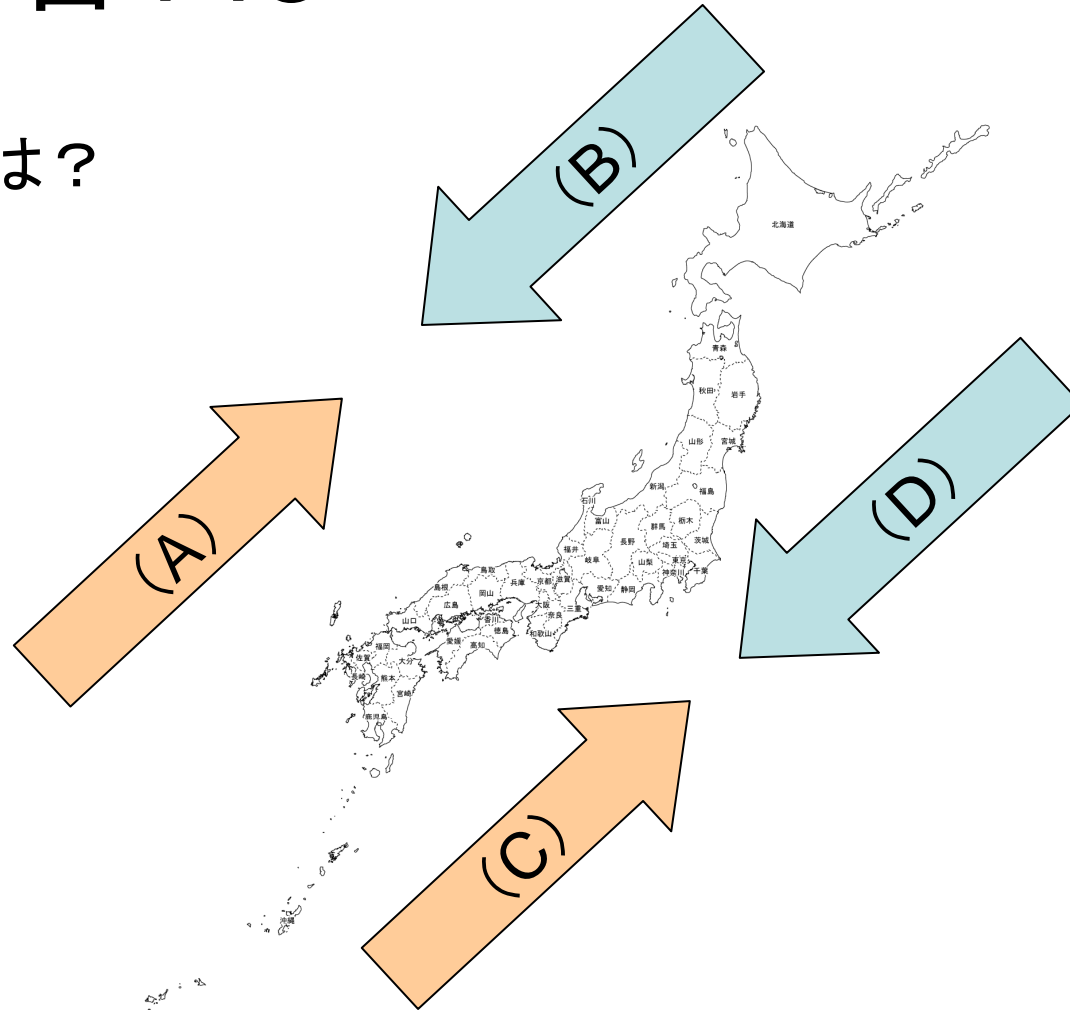 は？
(B)
北海道
青森
秋田
岩手
山形
宮城
(D)
新潟
福島
石川
富山
群馬
栃木
(A)
長野
埼玉
茨城
福井
岐阜
山梨
東京
神奈川
千葉
鳥取
兵庫
京都
滋賀
愛知
静岡
島根
岡山
広島
大阪
三重
奈良
山口
香川
徳島
和歌山
愛媛
高知
福岡
佐賀
大分
長崎
熊本
宮崎
鹿児島
(C)
沖縄